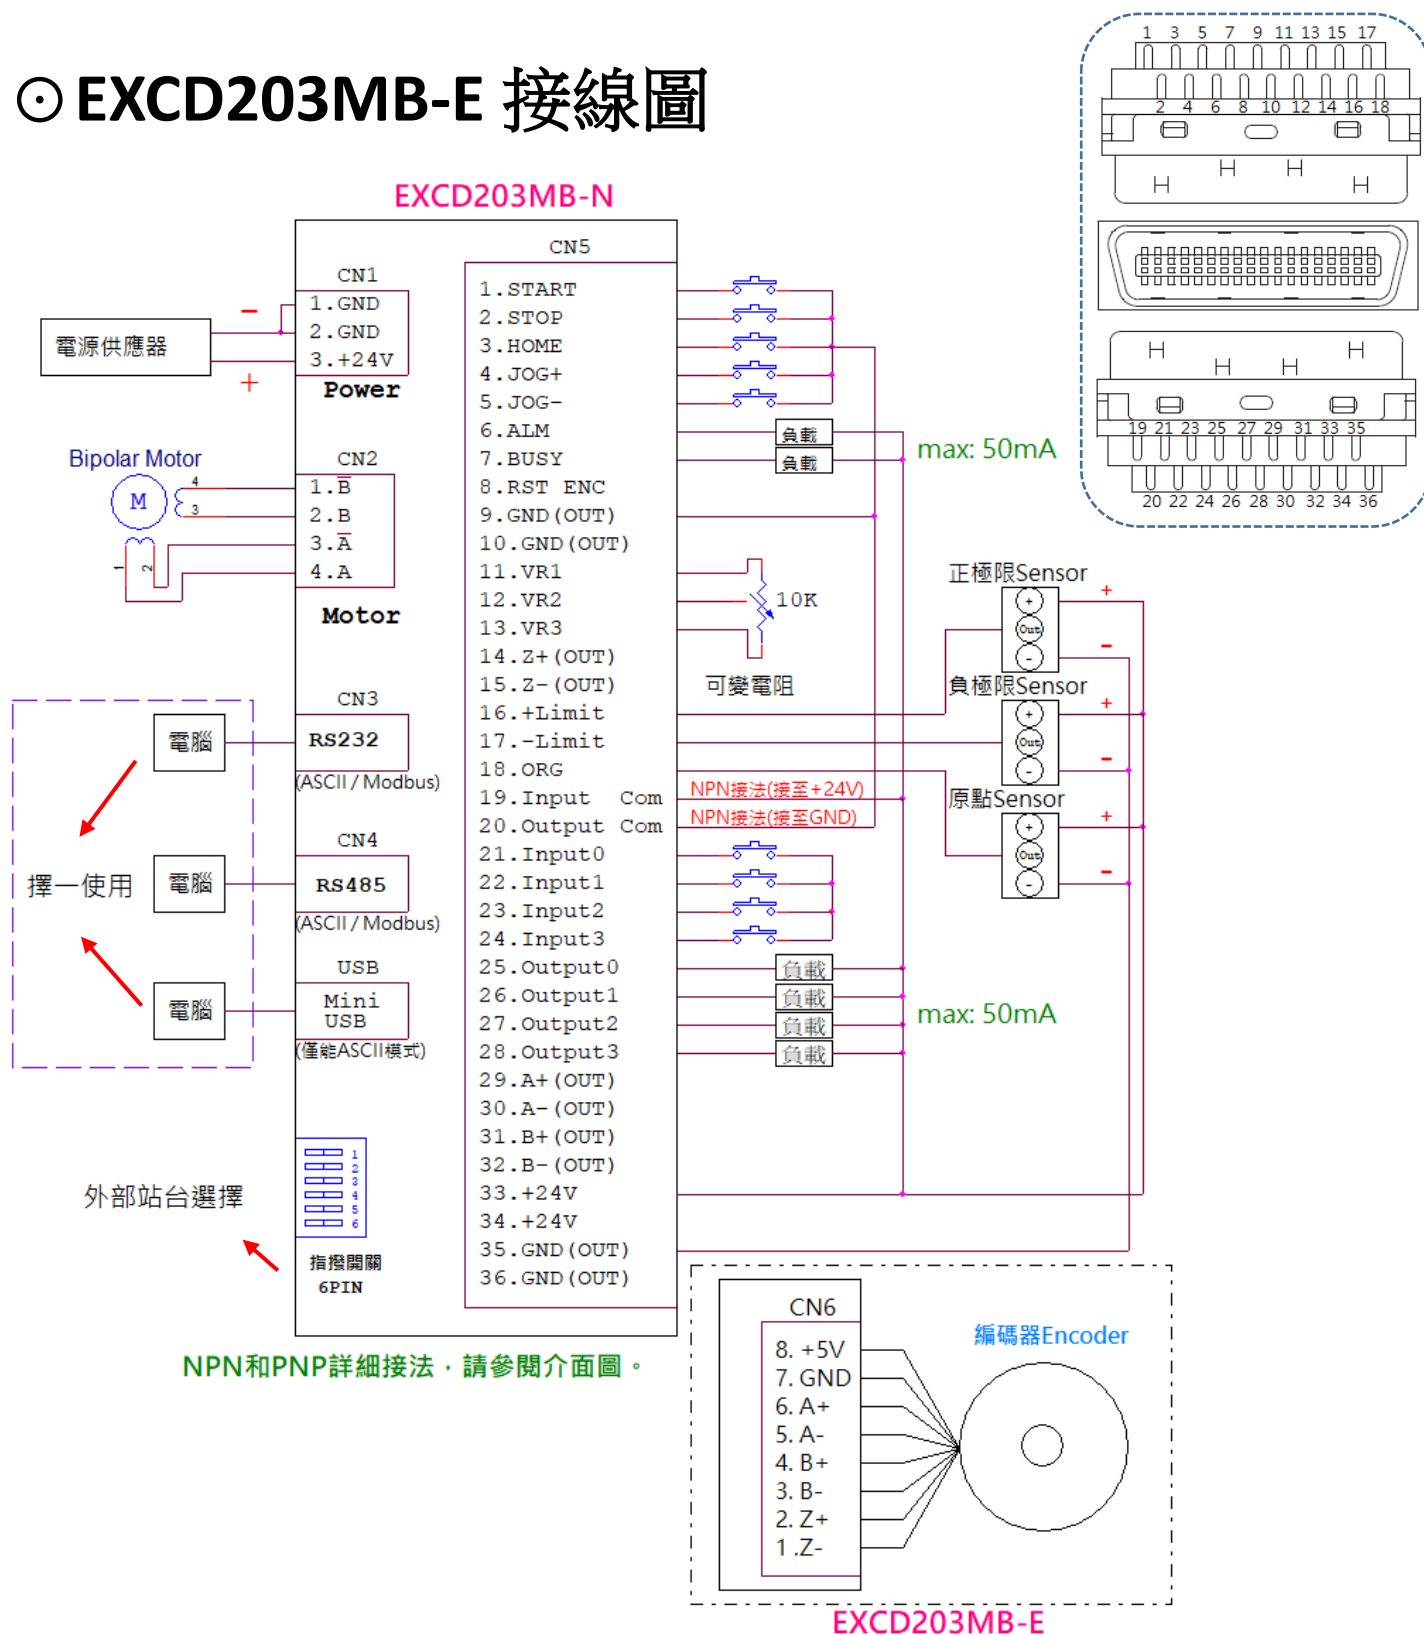 ⊙EXCD203MB-E 接線圖
1 3 5 7 9 11 13 15 17
2 4 6 8 10 12 14 16 18
19 21 23 25 27 29 31 33 35
20 22 24 26 28 30 32 34 36
EXCD203MB-N
CN1
1.GND
2.GND
3.+24V
Power
電源供應器
−
+
Bipolar Motor
M
4
3
1
2
CN2
1.B̅
2.B
3.A̅
4.A
Motor
CN3
電腦
RS232
(ASCII / Modbus)
CN4
擇一使用
電腦
RS485
(ASCII / Modbus)
USB
電腦
Mini
USB
(僅能ASCII模式)
1
2
3
4
5
6
外部站台選擇
指撥開關
6PIN
CN5
1.START
2.STOP
3.HOME
4.JOG+
5.JOG-
6.ALM
7.BUSY
8.RST ENC
9.GND(OUT)
10.GND(OUT)
11.VR1
12.VR2
13.VR3
14.Z+(OUT)
15.Z-(OUT)
16.+Limit
17.-Limit
18.ORG
19.Input Com
20.Output Com
21.Input0
22.Input1
23.Input2
24.Input3
25.Output0
26.Output1
27.Output2
28.Output3
29.A+(OUT)
30.A-(OUT)
31.B+(OUT)
32.B-(OUT)
33.+24V
34.+24V
35.GND(OUT)
36.GND(OUT)
負載
負載
max: 50mA
10K
可變電阻
NPN接法(接至+24V)
NPN接法(接至GND)
負載
負載
負載
負載
max: 50mA
正極限Sensor
+
Out
-
+
−
負極限Sensor
+
Out
-
+
−
原點Sensor
+
Out
-
+
−
NPN和PNP詳細接法，請參閱介面圖。
CN6
8. +5V
7. GND
6. A+
5. A-
4. B+
3. B-
2. Z+
1 .Z-
編碼器Encoder
EXCD203MB-E